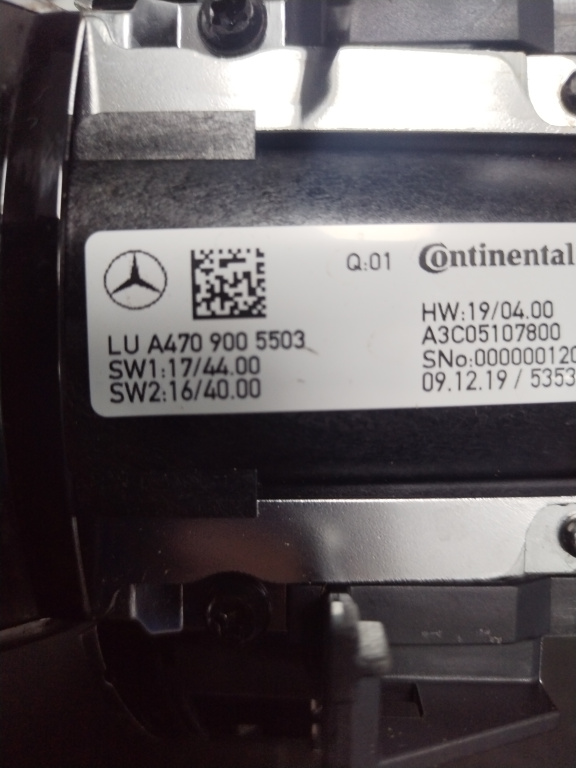 Q:01
Continental
LU A470 900 5503
SW1:17/44.00
SW2:16/40.00
HW:19/04.00
A3C05107800
SNo:000000120
09.12.19 / 5353